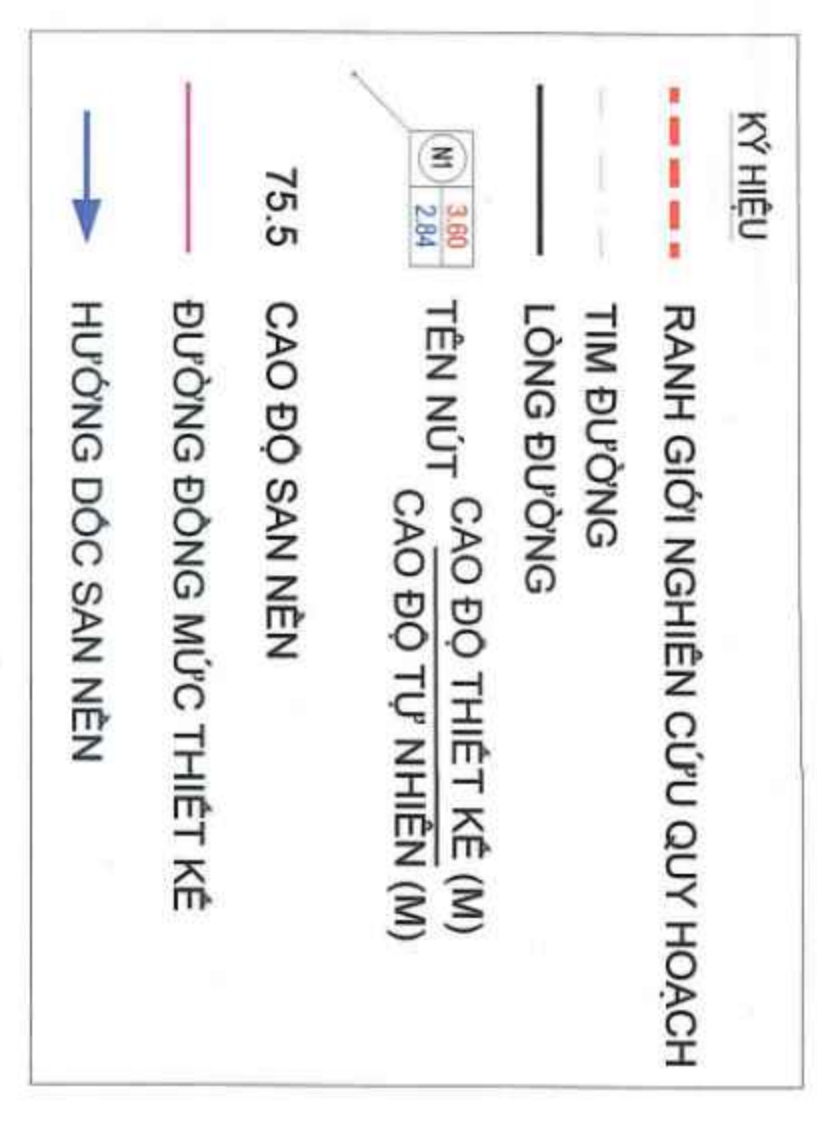 KÝ HIỆU
RANH GIỚI NGHIÊN CỨU QUY HOẠCH
TIM ĐƯỜNG
LÒNG ĐƯỜNG
N1 3.60 2.84
TÊN NÚT
CAO ĐỘ THIẾT KẾ (M)
CAO ĐỘ TỰ NHIÊN (M)
75.5 CAO ĐỘ SAN NỀN
ĐƯỜNG ĐỒNG MỨC THIẾT KẾ
HƯỚNG DỐC SAN NỀN